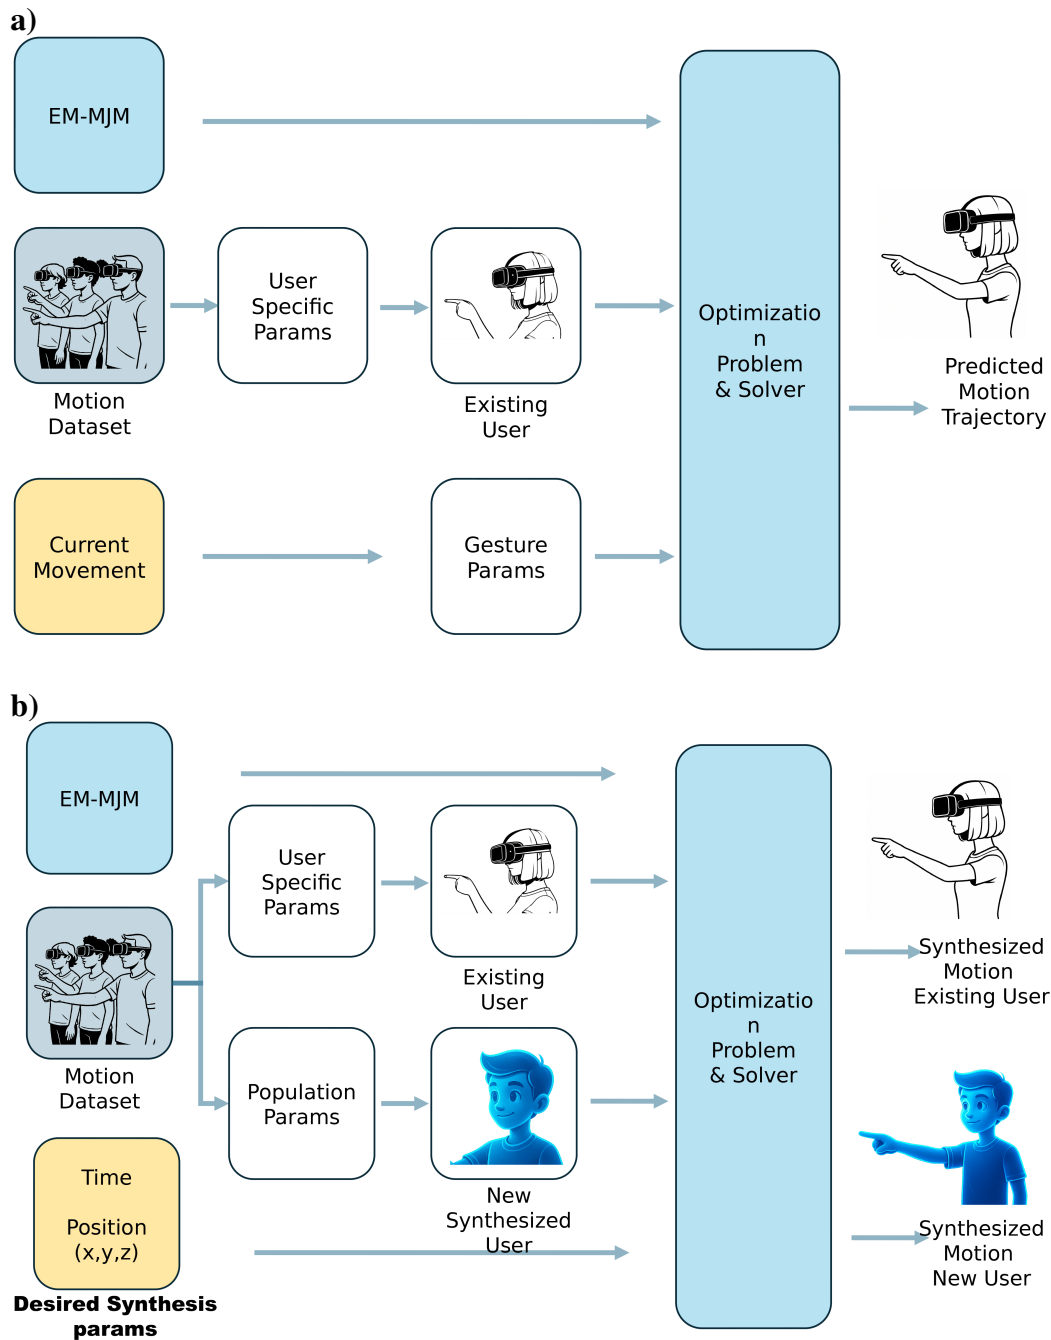 a)
EM-MJM
User
Specific
Params
Motion
Dataset
Existing
User
Current
Movement
Gesture
Params
Optimizatio
n
Problem
& Solver
Predicted
Motion
Trajectory
b)
EM-MJM
User
Specific
Params
Existing
User
Motion
Dataset
Population
Params
New
Synthesized
User
Time
Position
(x,y,z)
Desired Synthesis
params
Optimizatio
n
Problem
& Solver
Synthesized
Motion
Existing User
Synthesized
Motion
New User